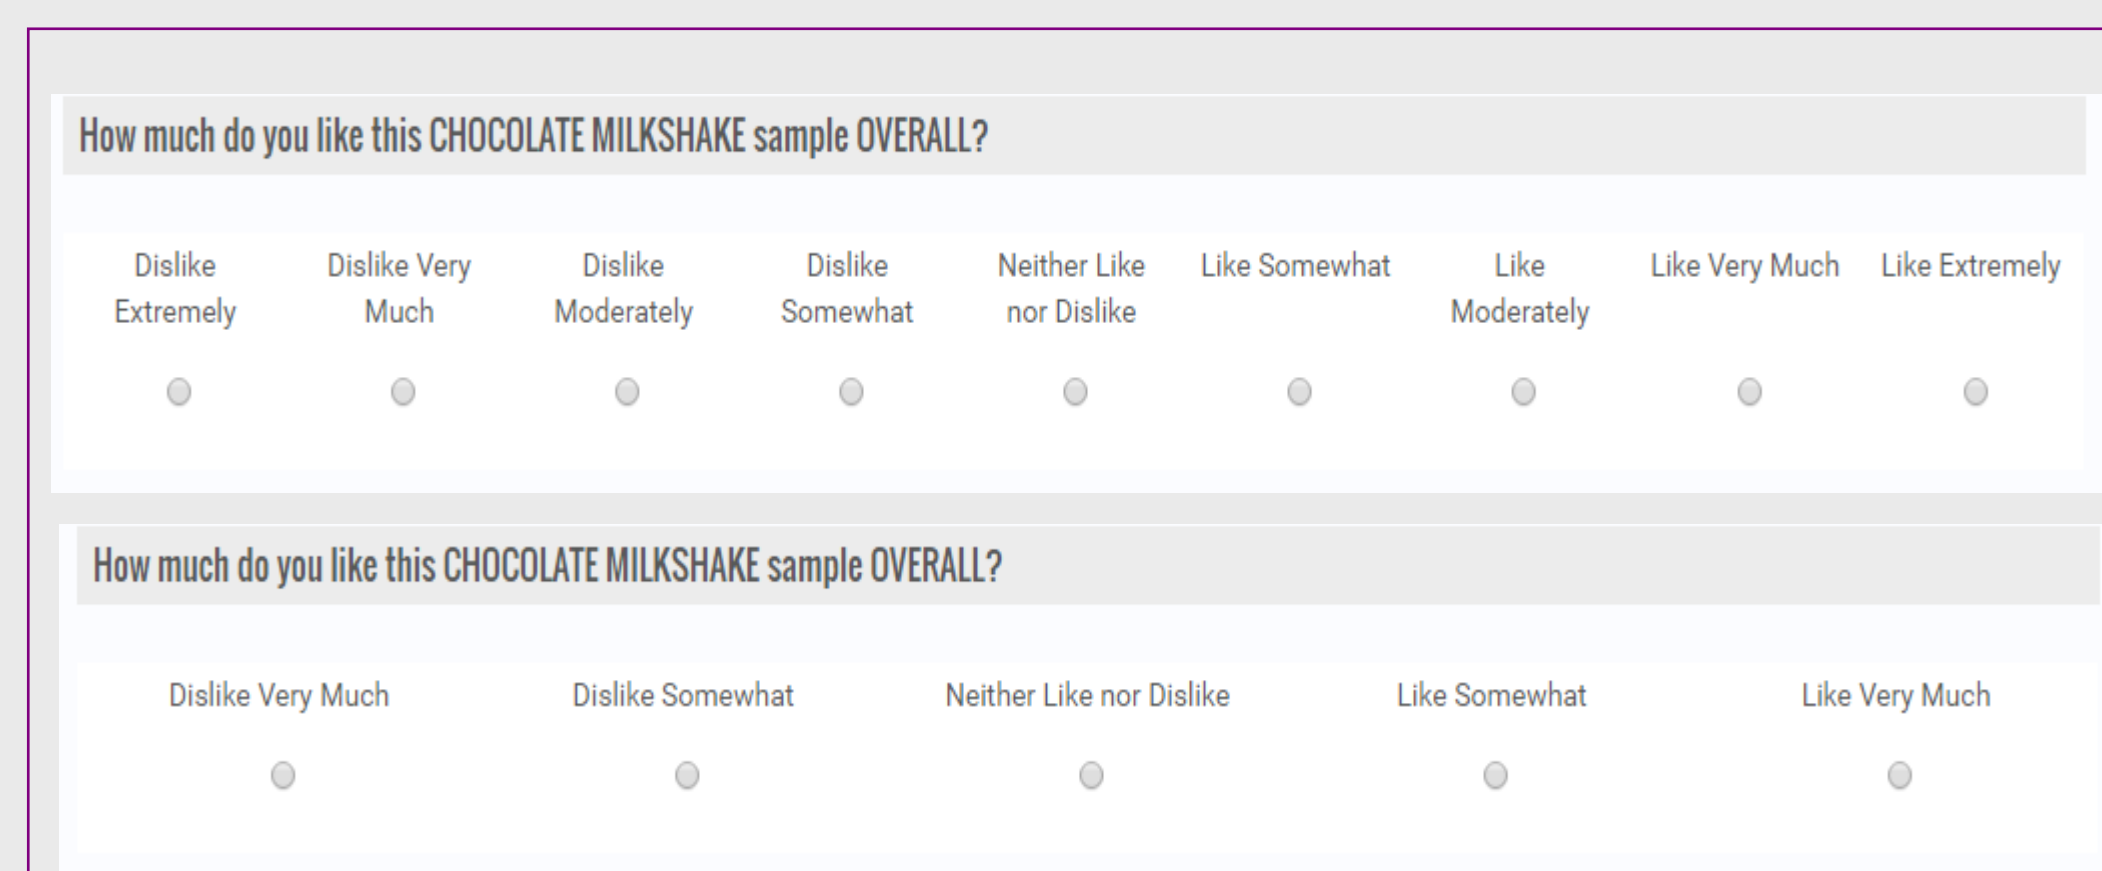 How much do you like this CHOCOLATE MILKSHAKE sample OVERALL?
Dislike Extremely
Dislike Very Much
Dislike Moderately
Dislike Somewhat
Neither Like nor Dislike
Like Somewhat
Like Moderately
Like Very Much
Like Extremely
How much do you like this CHOCOLATE MILKSHAKE sample OVERALL?
Dislike Very Much
Dislike Somewhat
Neither Like nor Dislike
Like Somewhat
Like Very Much